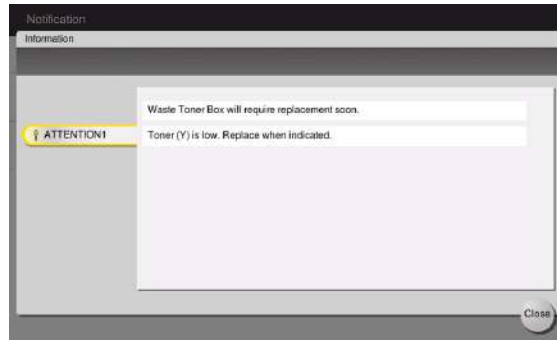 Notification
Information
Waste Toner Box will require replacement soon.
ATTENTION1
Toner (Y) is low. Replace when indicated.
Close